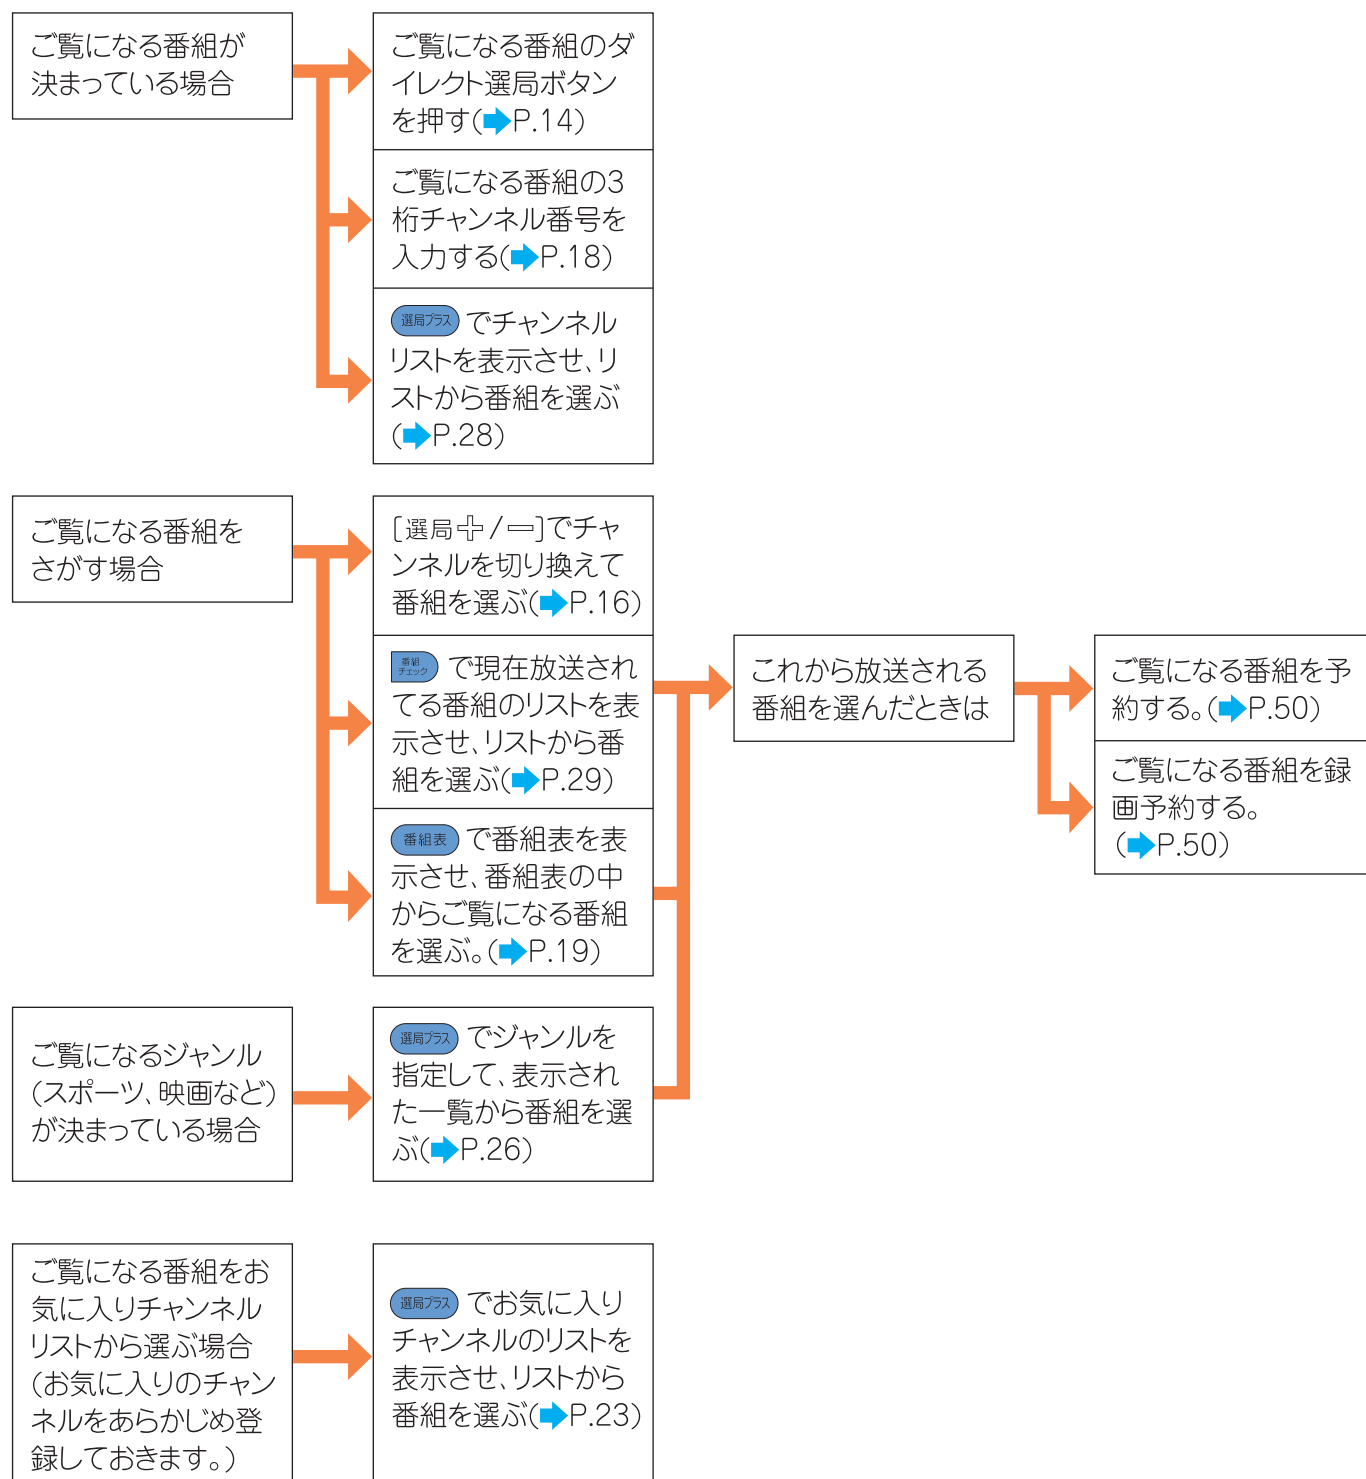 ご覧になる番組が
決まっている場合
ご覧になる番組のダ
イレクト選局ボタン
を押す(➡P.14)
ご覧になる番組の3
桁チャンネル番号を
入力する(➡P.18)
選局プラス でチャンネル
リストを表示させ、リ
ストから番組を選ぶ
(➡P.28)
ご覧になる番組を
さがす場合
[選局＋/－]でチャ
ンネルを切り換えて
番組を選ぶ(➡P.16)
番組
チェック で現在放送され
てる番組のリストを表
示させ、リストから番
組を選ぶ(➡P.29)
番組表 で番組表を表
示させ、番組表の中
からご覧になる番組
を選ぶ。(➡P.19)
これから放送される
番組を選んだときは
ご覧になる番組を予
約する。(➡P.50)
ご覧になる番組を録
画予約する。
(➡P.50)
ご覧になるジャンル
(スポーツ、映画など)
が決まっている場合
選局プラス でジャンルを
指定して、表示され
た一覧から番組を選
ぶ(➡P.26)
ご覧になる番組をお
気に入りチャンネル
リストから選ぶ場合
(お気に入りのチャン
ネルをあらかじめ登
録しておきます。)
選局プラス でお気に入り
チャンネルのリストを
表示させ、リストから
番組を選ぶ(➡P.23)